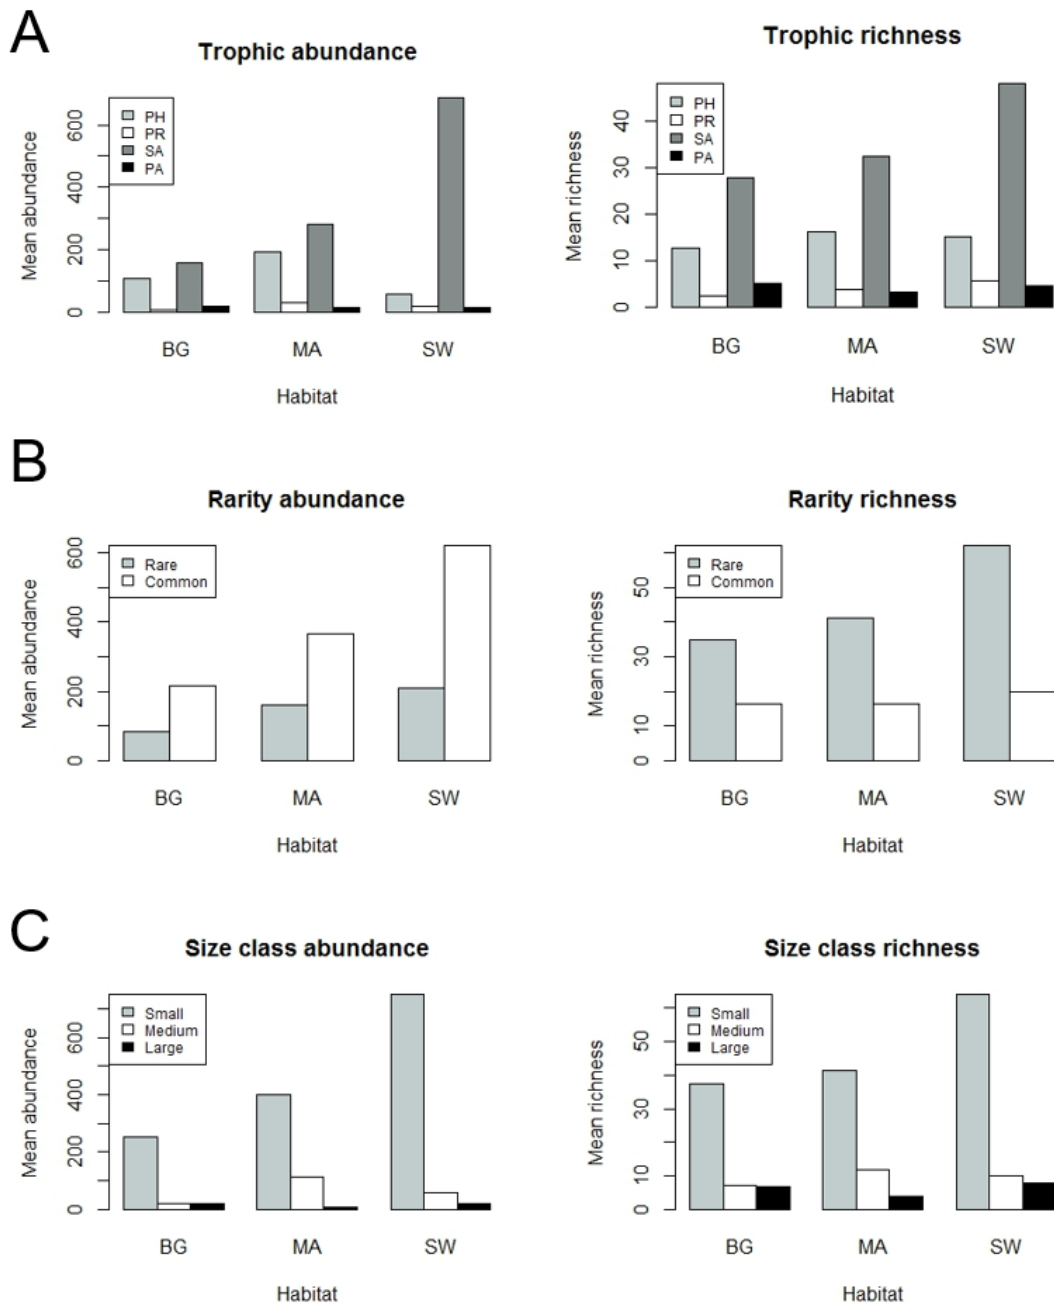 A
Trophic abundance
Mean abundance
0
200
400
600
PH
PR
SA
PA
BG
MA
SW
Habitat
Trophic richness
Mean richness
0
10
20
30
40
PH
PR
SA
PA
BG
MA
SW
Habitat
B
Rarity abundance
Mean abundance
0
200
400
600
Rare
Common
BG
MA
SW
Habitat
Rarity richness
Mean richness
0
10
30
50
Rare
Common
BG
MA
SW
Habitat
C
Size class abundance
Mean abundance
0
200
400
600
Small
Medium
Large
BG
MA
SW
Habitat
Size class richness
Mean richness
0
10
30
50
Small
Medium
Large
BG
MA
SW
Habitat